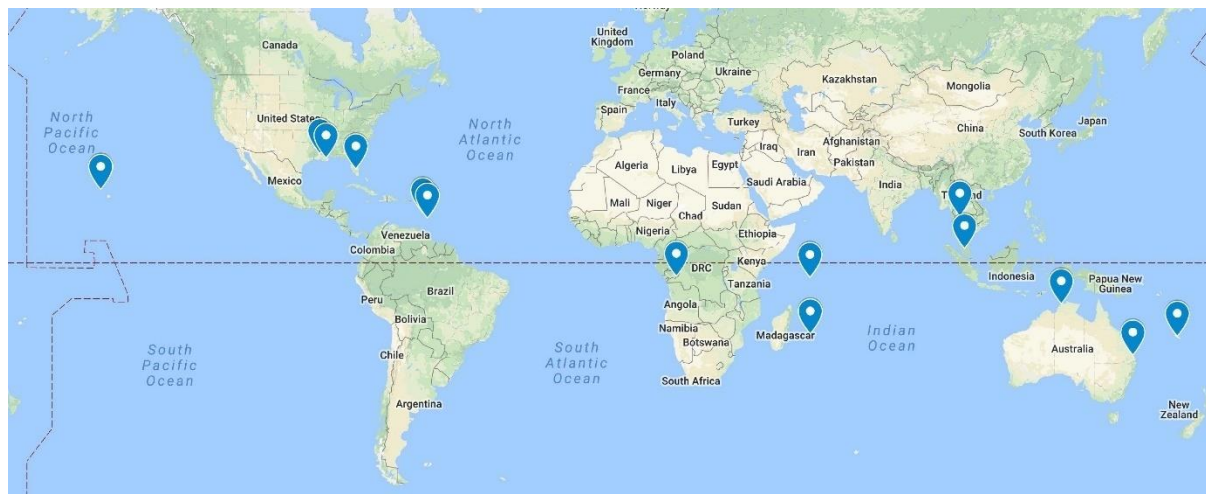 Canada
North
Pacific
Ocean
United States
Mexico
North
Atlantic
Ocean
Venezuela
Colombia
Peru
Brazil
Bolivia
Chile
Argentina
South
Pacific
Ocean
South
Atlantic
Ocean
United
Kingdom
Poland
Germany
Ukraine
France
Spain
Italy
Turkey
Kazakhstan
Mongolia
China
Japan
South Korea
Afghanistan
Pakistan
Iraq
Iran
India
Algeria
Libya
Egypt
Saudi Arabia
Mali
Niger
Chad
Sudan
Nigeria
Ethiopia
DRC
Kenya
Tanzania
Angola
Namibia
Botswana
Madagascar
South Africa
Indian
Ocean
Indonesia
Papua New
Guinea
Australia
New
Zealand